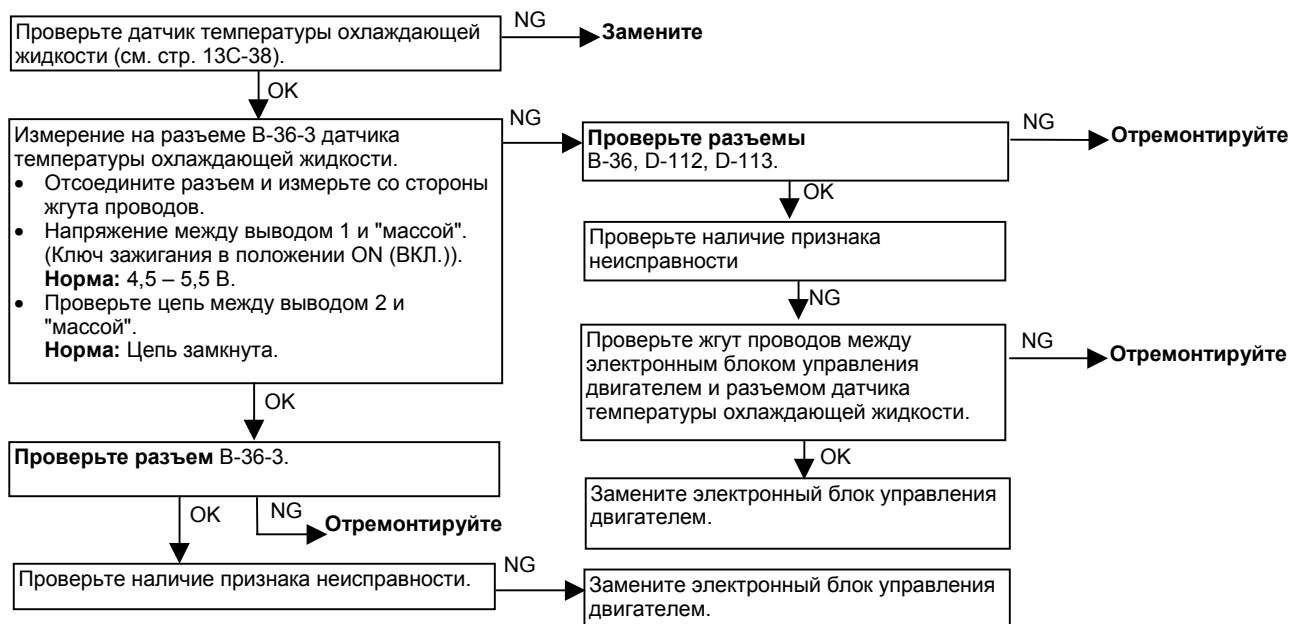 Проверьте датчик температуры охлаждающей
жидкости (см. стр. 13С-38).
NG
Замените
OK
Измерение на разъеме В-36-3 датчика
температуры охлаждающей жидкости.
• Отсоедините разъем и измерьте со стороны
жгута проводов.
• Напряжение между выводом 1 и "массой".
(Ключ зажигания в положении ON (ВКЛ.)).
Норма: 4,5 – 5,5 В.
• Проверьте цепь между выводом 2 и
"массой".
Норма: Цепь замкнута.
NG
Проверьте разъемы
В-36, D-112, D-113.
NG
Отремонтируйте
OK
Проверьте наличие признака
неисправности
NG
Проверьте жгут проводов между
электронным блоком управления
двигателем и разъемом датчика
температуры охлаждающей жидкости.
NG
Отремонтируйте
OK
Замените электронный блок управления
двигателем.
OK
Проверьте разъем В-36-3.
OK
NG
Отремонтируйте
Проверьте наличие признака неисправности.
NG
Замените электронный блок управления
двигателем.